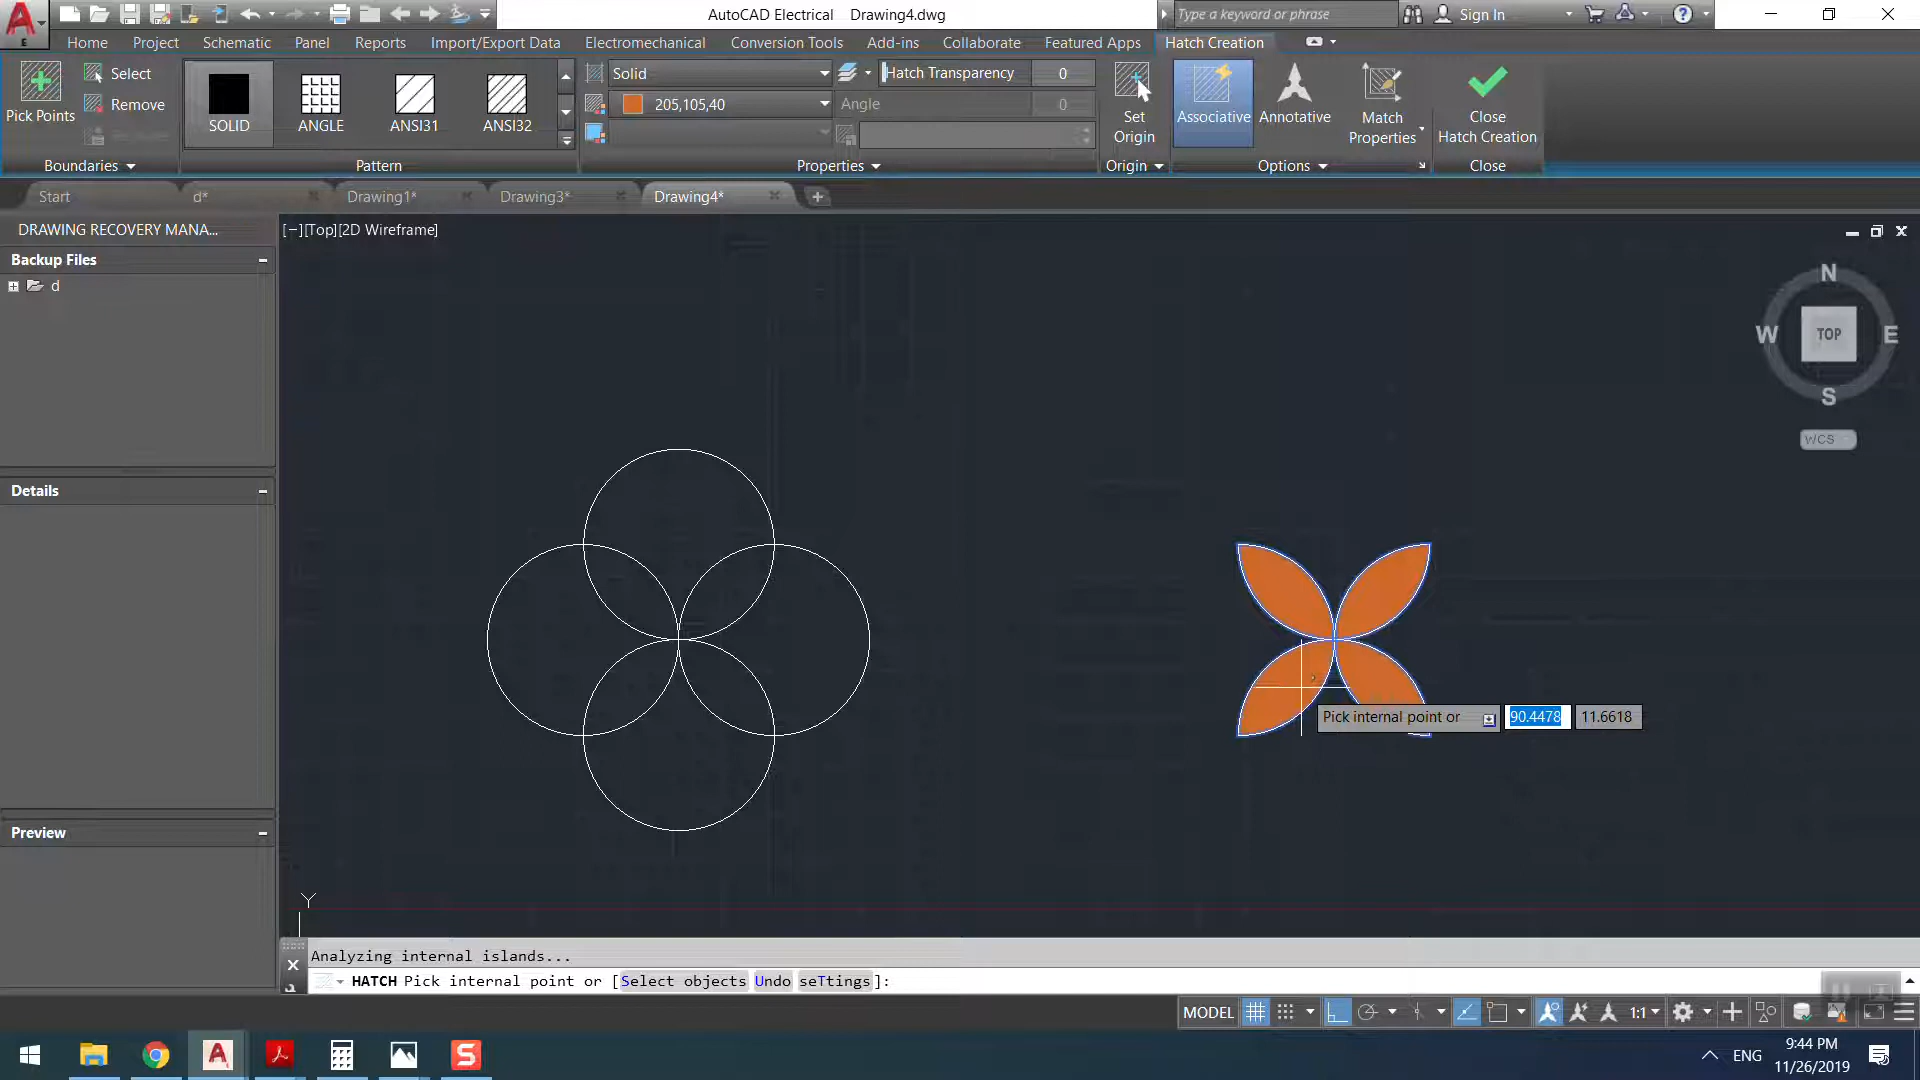 AutoCAD Electrical Drawing4.dwg
Type a keyword or phrase
Sign In
Home Project Schematic Panel Reports Import/Export Data Electromechanical Conversion Tools Add-ins Collaborate Featured Apps Hatch Creation
Pick Points
Select
Remove
SOLID
ANGLE
ANSI31
ANSI32
Solid
205,105,40
Hatch Transparency 0
Angle 0
Set Origin
Associative
Annotative
Match Properties
Close Hatch Creation
Boundaries Pattern Properties Origin Options Close
Start d* Drawing1* Drawing3* Drawing4*
DRAWING RECOVERY MANA...
[−][Top][2D Wireframe]
Backup Files
d
Details
Preview
N
W TOP E
S
WCS
Pick internal point or 90.4478 11.6618
Y
Analyzing internal islands...
HATCH Pick internal point or [Select objects Undo seTtings]:
MODEL 1:1
ENG
9:44 PM
11/26/2019